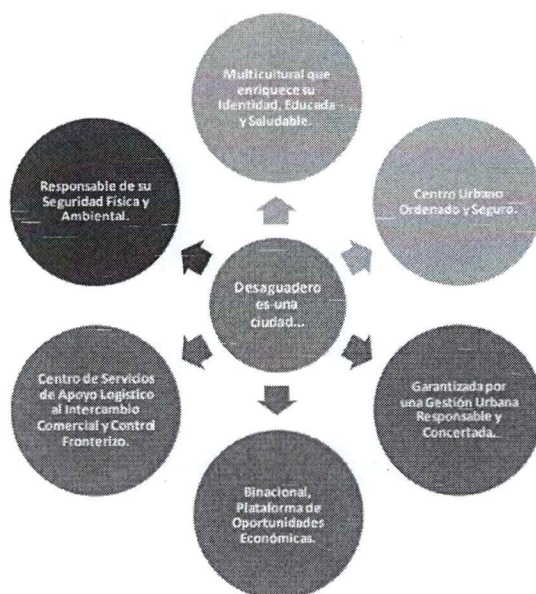 Multicultural que
enriquece su
Identidad, Educada -
y Saludable.
Centro Urbano
Ordenado y Seguro.
Garantizada por
una Gestión Urbana
Responsable y
Concertada.
Binacional,
Plataforma de
Oportunidades
Económicas.
Centro de Servicios
de Apoyo Logístico
al Intercambio
Comercial y Control
Fronterizo.
Responsable de su
Seguridad Física y
Ambiental.
Desaguadero
es una
ciudad...